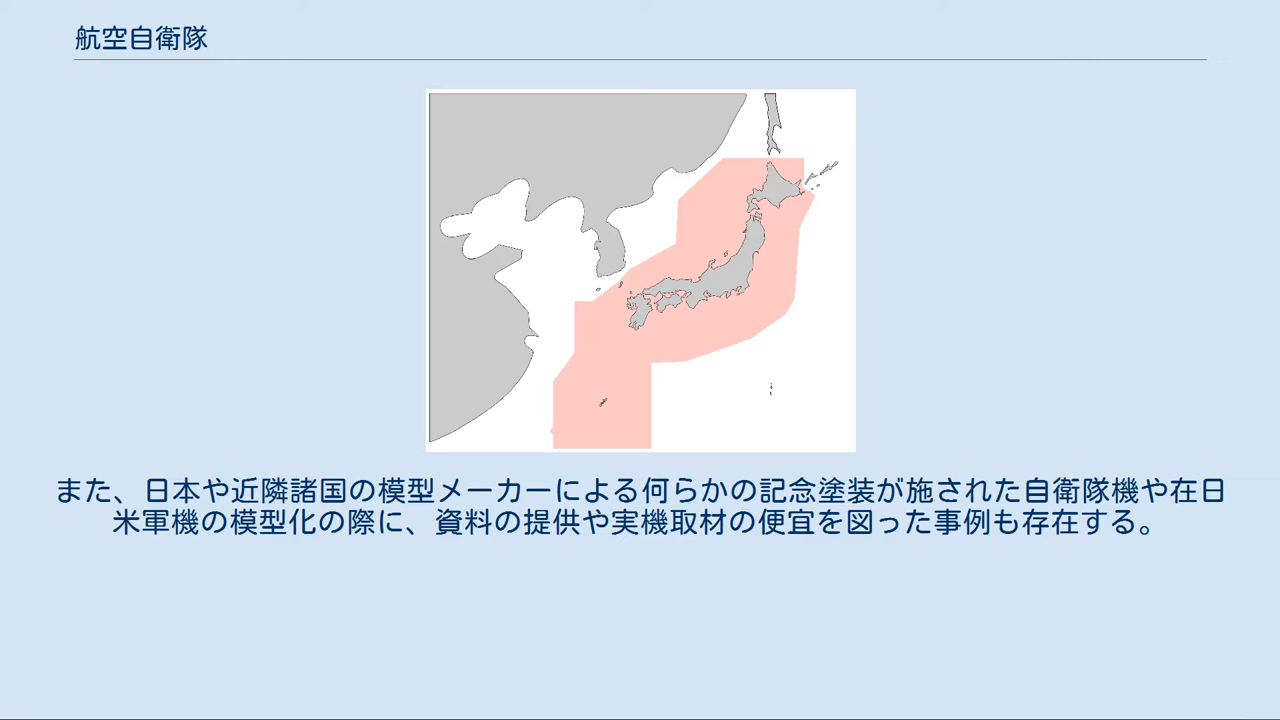 航空自衛隊
また、日本や近隣諸国の模型メーカーによる何らかの記念塗装が施された自衛隊機や在日
米軍機の模型化の際に、資料の提供や実機取材の便宜を図った事例も存在する。